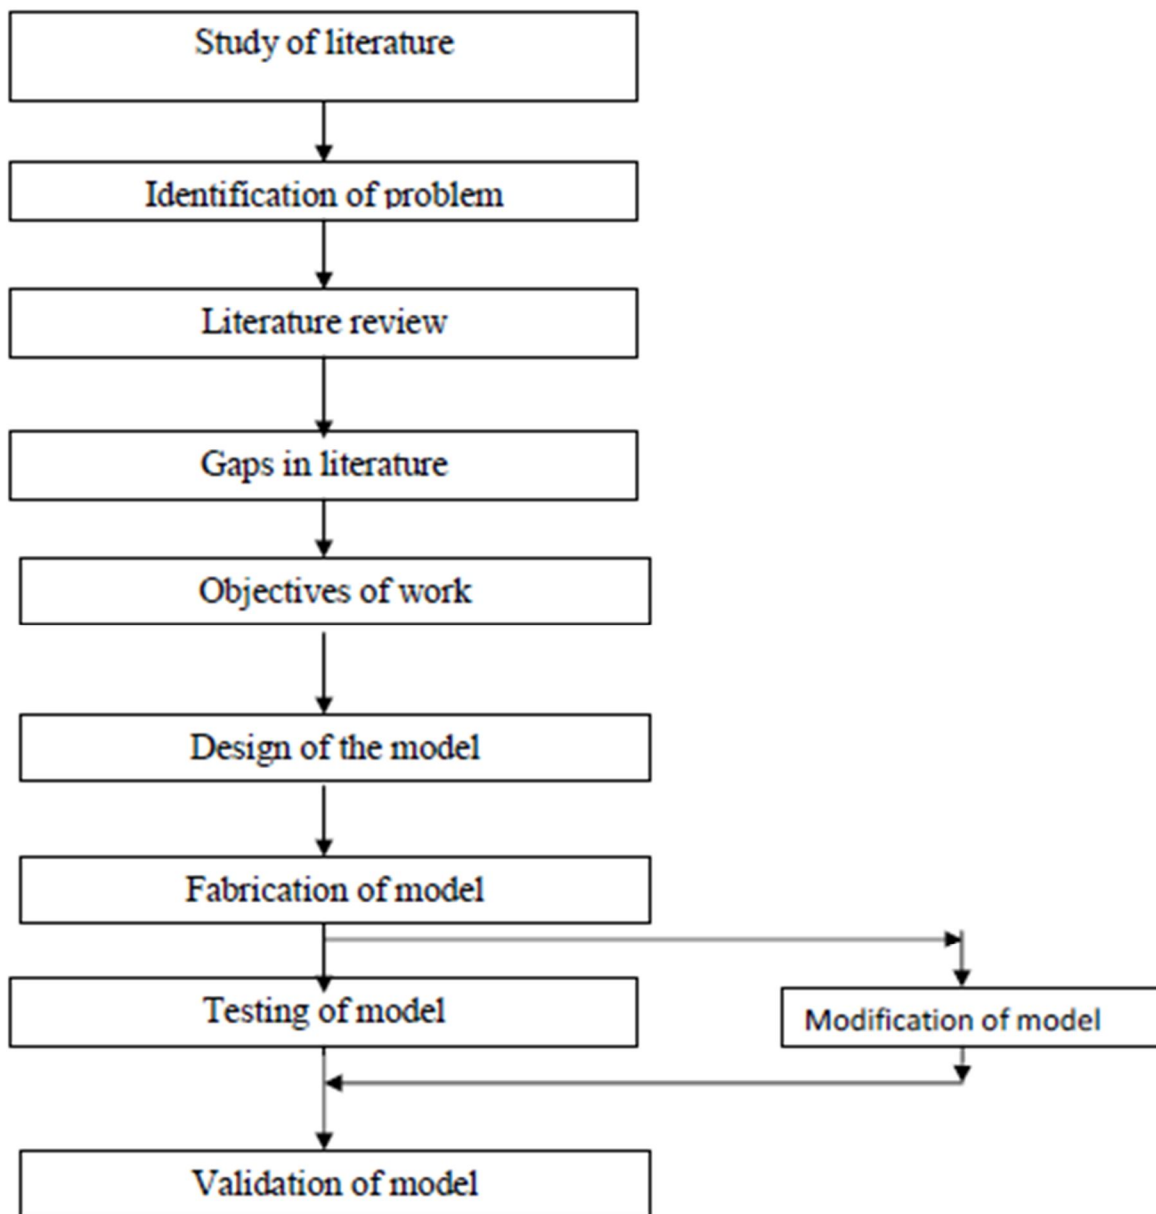 Study of literature
Identification of problem
Literature review
Gaps in literature
Objectives of work
Design of the model
Fabrication of model
Testing of model
Modification of model
Validation of model